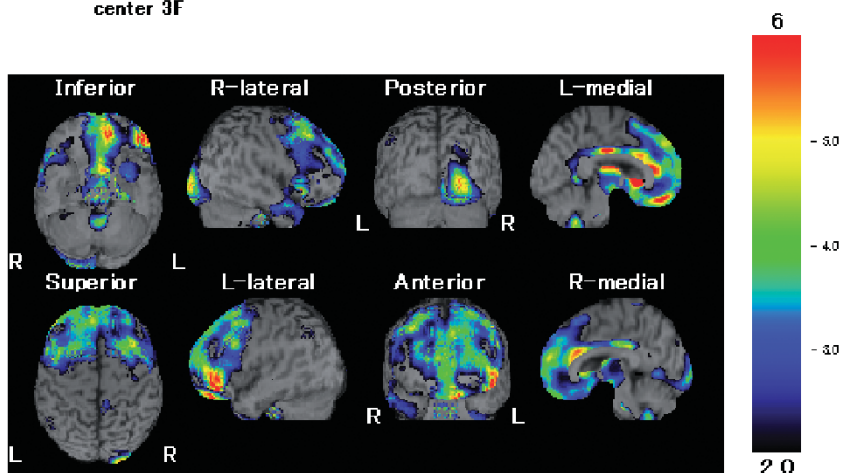 center 3F
6
Inferior
R-lateral
Posterior
L-medial
- 5.0
L
R
R
L
- 4.0
Superior
L-lateral
Anterior
R-medial
- 3.0
R
L
L
R
2.0